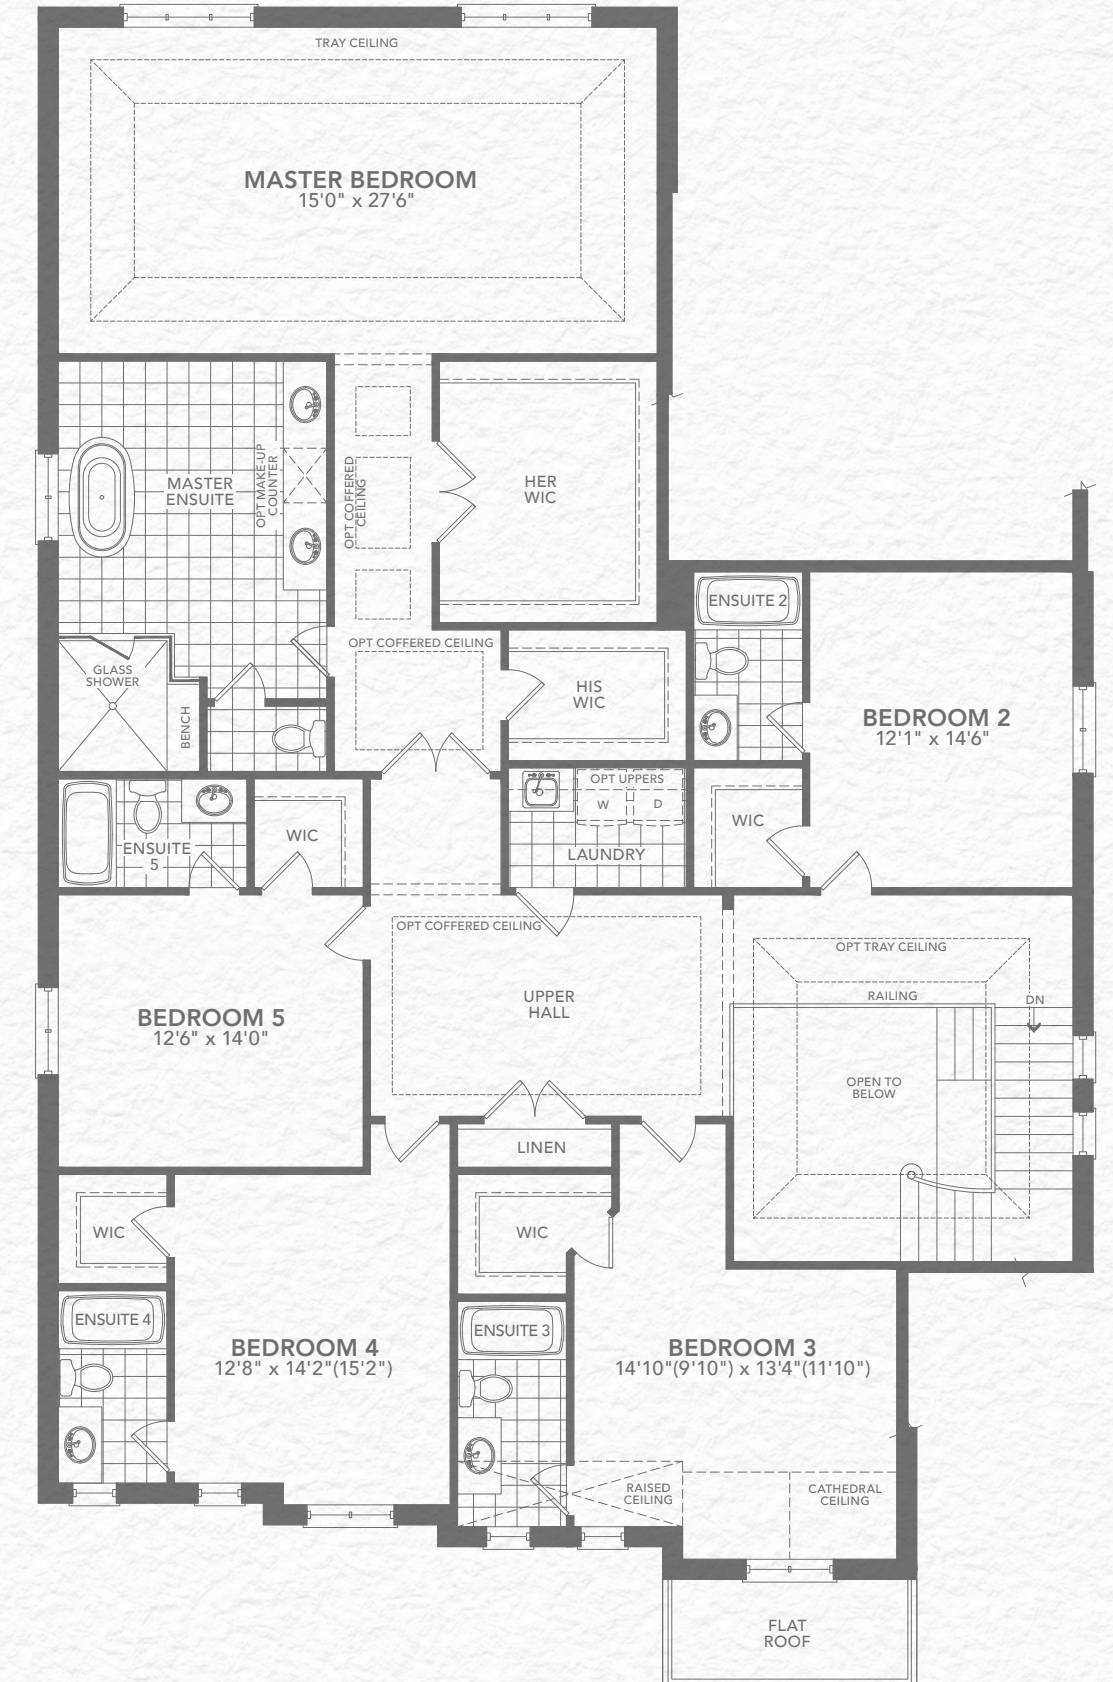 TRAY CEILING
MASTER BEDROOM
15'0" x 27'6"
MASTER
ENSUITE
OPT MAKE-UP
COUNTER
OPT COFFERED
CEILING
HER
WIC
OPT COFFERED CEILING
GLASS
SHOWER
BENCH
HIS
WIC
ENSUITE 2
BEDROOM 2
12'1" x 14'6"
OPT UPPERS
W
D
LAUNDRY
WIC
ENSUITE
5
WIC
OPT COFFERED CEILING
UPPER
HALL
OPT TRAY CEILING
RAILING
DN
OPEN TO
BELOW
BEDROOM 5
12'6" x 14'0"
LINEN
WIC
WIC
ENSUITE 4
BEDROOM 4
12'8" x 14'2"(15'2")
ENSUITE 3
BEDROOM 3
14'10"(9'10") x 13'4"(11'10")
RAISED
CEILING
CATHEDRAL
CEILING
FLAT
ROOF